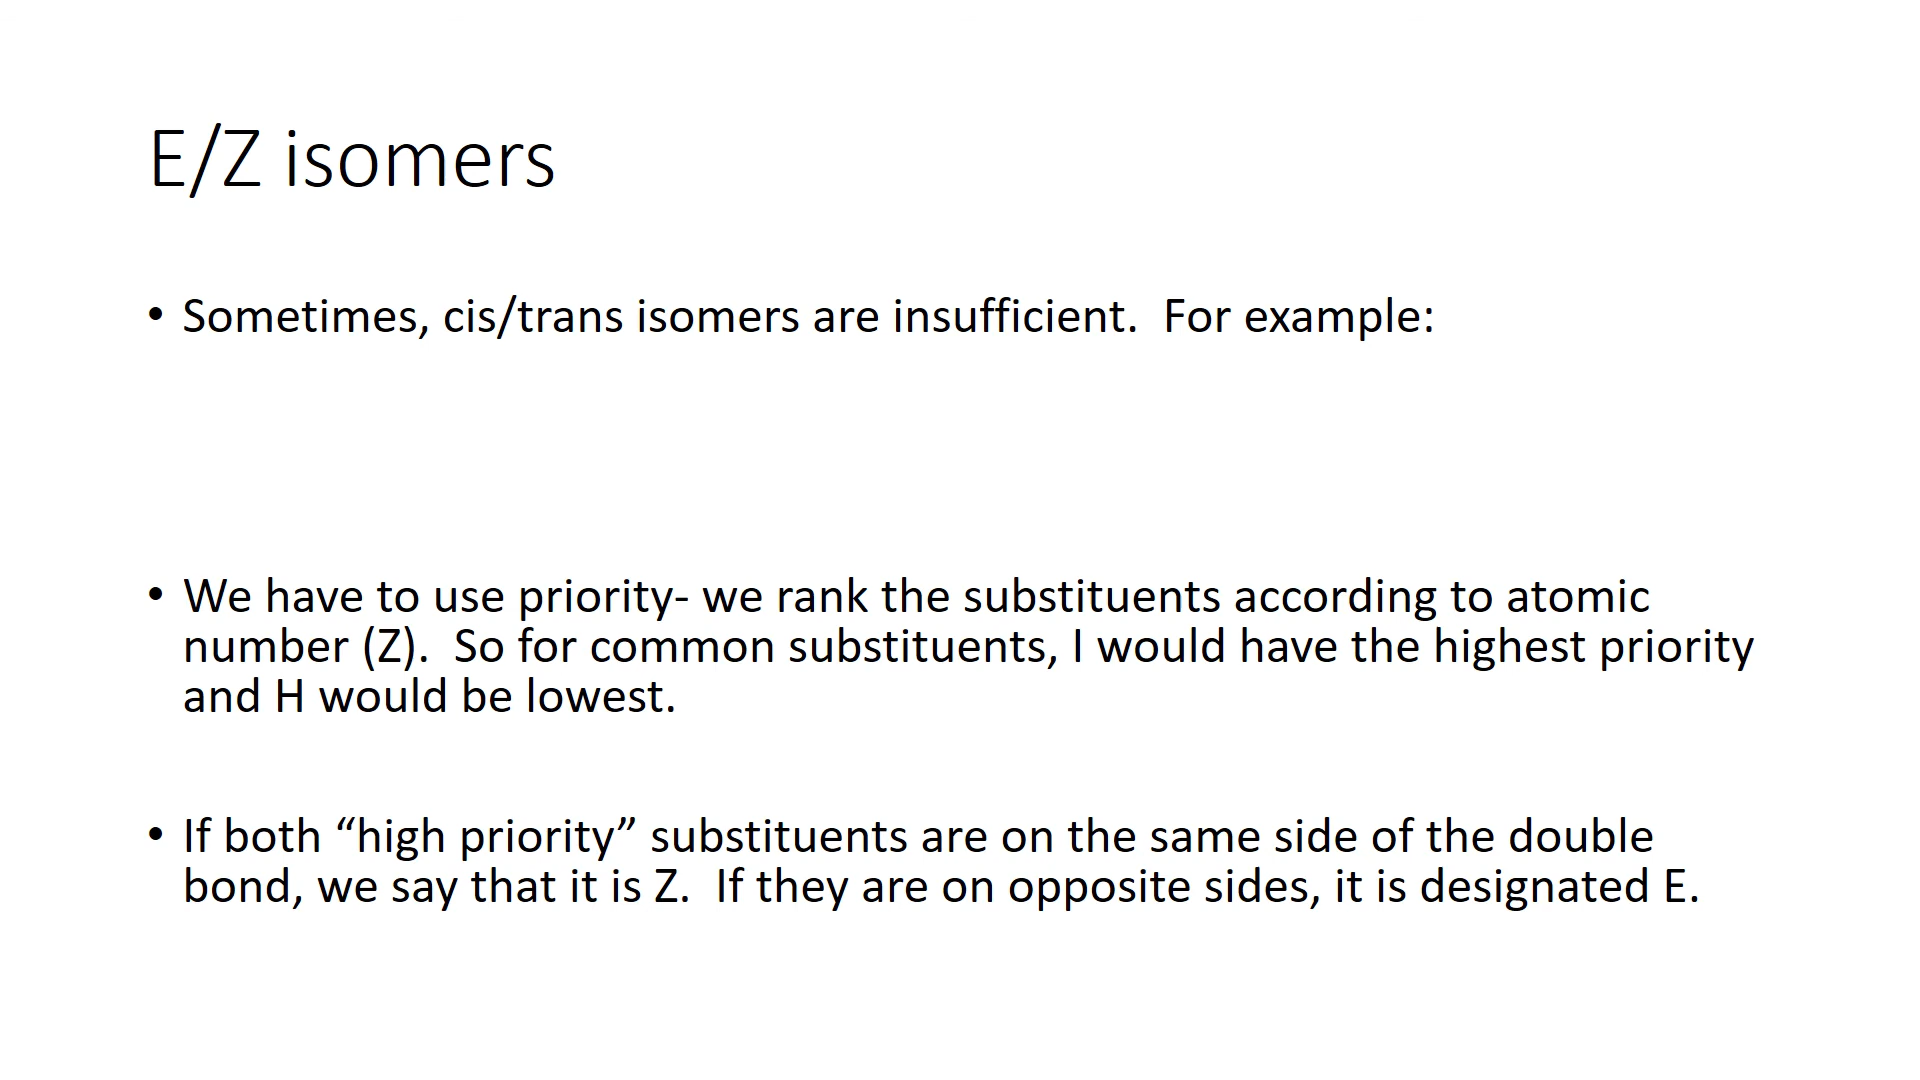 E/Z isomers
• Sometimes, cis/trans isomers are insufficient.  For example:
• We have to use priority- we rank the substituents according to atomic
number (Z).  So for common substituents, I would have the highest priority
and H would be lowest.
• If both “high priority” substituents are on the same side of the double
bond, we say that it is Z.  If they are on opposite sides, it is designated E.